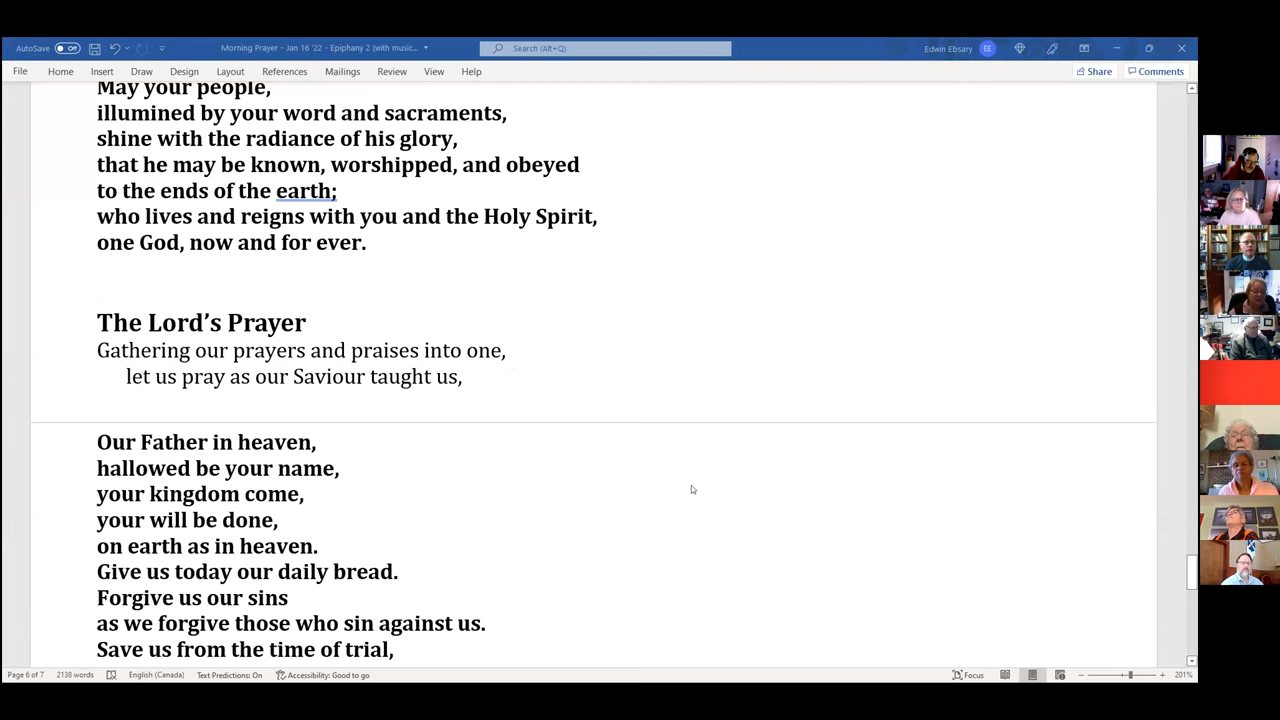 AutoSave Off Morning Prayer - Jan 16 '22 - Epiphany 2 (with music... Search (Alt+Q) Edwin Ebsary EE
File Home Insert Draw Design Layout References Mailings Review View Help Share Comments
May your people,
illumined by your word and sacraments,
shine with the radiance of his glory,
that he may be known, worshipped, and obeyed
to the ends of the earth;
who lives and reigns with you and the Holy Spirit,
one God, now and for ever.
The Lord's Prayer
Gathering our prayers and praises into one,
let us pray as our Saviour taught us,
Our Father in heaven,
hallowed be your name,
your kingdom come,
your will be done,
on earth as in heaven.
Give us today our daily bread.
Forgive us our sins
as we forgive those who sin against us.
Save us from the time of trial,
Page 6 of 7 2138 words English (Canada) Text Predictions: On Accessibility: Good to go Focus 201%